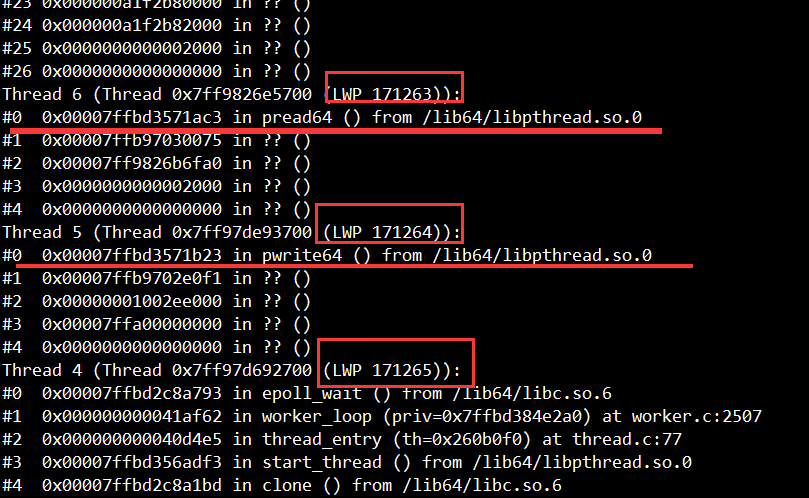 #23 0x000000a1f2b80000 in ?? ()
#24 0x000000a1f2b82000 in ?? ()
#25 0x0000000000002000 in ?? ()
#26 0x0000000000000000 in ?? ()
Thread 6 (Thread 0x7ff9826e5700 (LWP 171263)):
#0 0x00007ffbd3571ac3 in pread64 () from /lib64/libpthread.so.0
#1 0x00007ffb97030075 in ?? ()
#2 0x00007ff9826b6fa0 in ?? ()
#3 0x0000000000002000 in ?? ()
#4 0x0000000000000000 in ?? ()
Thread 5 (Thread 0x7ff97de93700 (LWP 171264)):
#0 0x00007ffbd3571b23 in pwrite64 () from /lib64/libpthread.so.0
#1 0x00007ffb9702e0f1 in ?? ()
#2 0x00000001002ee000 in ?? ()
#3 0x00007ffa00000000 in ?? ()
#4 0x0000000000000000 in ?? ()
Thread 4 (Thread 0x7ff97d692700 (LWP 171265)):
#0 0x00007ffbd2c8a793 in epoll_wait () from /lib64/libc.so.6
#1 0x000000000041af62 in worker_loop (priv=0x7ffbd384e2a0) at worker.c:2507
#2 0x000000000040d4e5 in thread_entry (th=0x260b0f0) at thread.c:77
#3 0x00007ffbd356adf3 in start_thread () from /lib64/libpthread.so.0
#4 0x00007ffbd2c8a1bd in clone () from /lib64/libc.so.6